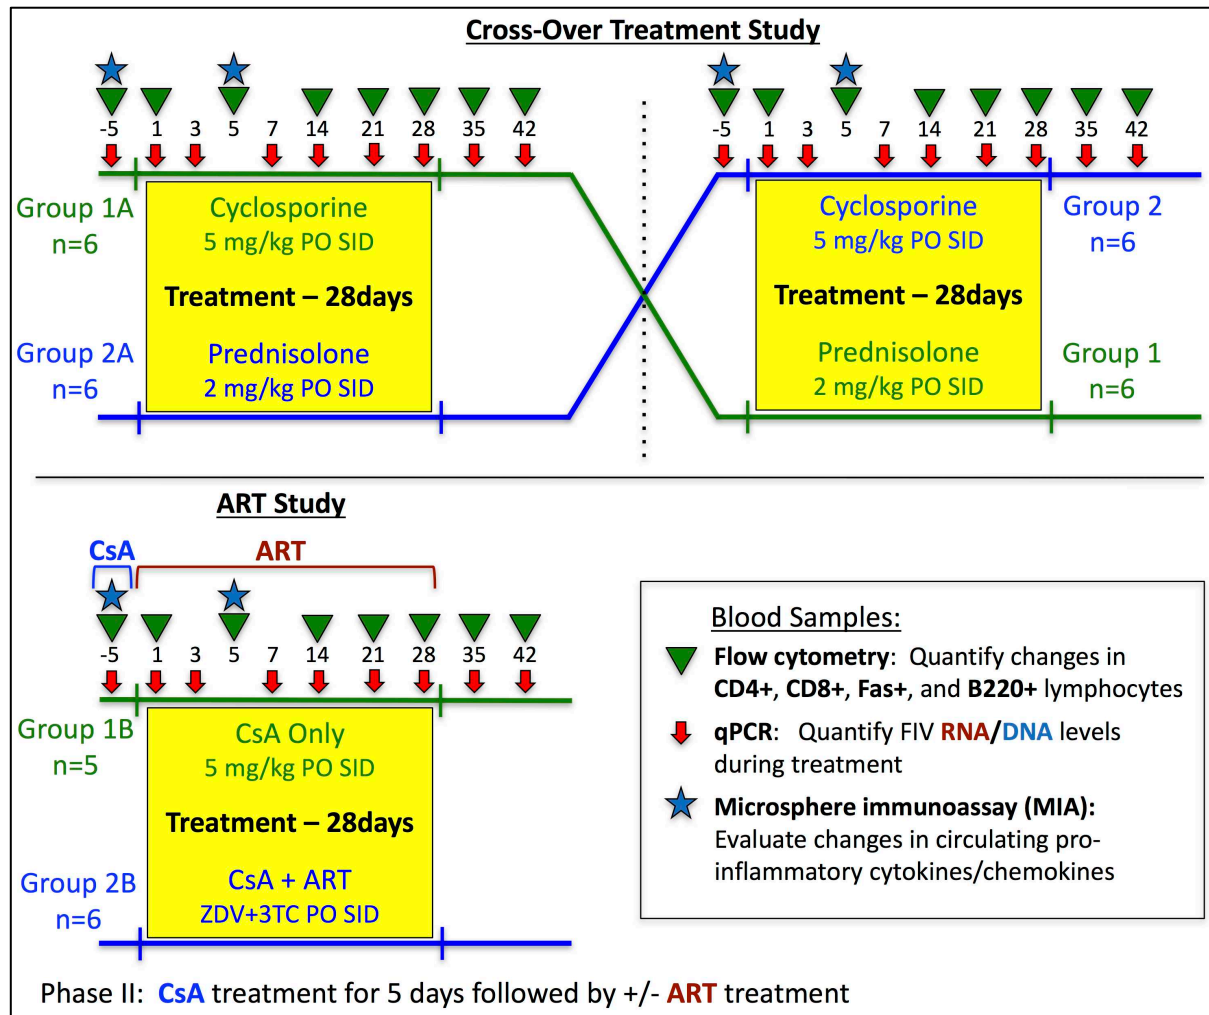 Cross-Over Treatment Study
-5 1 3 5 7 14 21 28 35 42
-5 1 3 5 7 14 21 28 35 42
Group 1A
n=6
Cyclosporine
5 mg/kg PO SID
Treatment – 28days
Group 2A
n=6
Prednisolone
2 mg/kg PO SID
Cyclosporine
5 mg/kg PO SID
Treatment – 28days
Prednisolone
2 mg/kg PO SID
Group 2
n=6
Group 1
n=6
ART Study
CsA ART
-5 1 3 5 7 14 21 28 35 42
Group 1B
n=5
CsA Only
5 mg/kg PO SID
Treatment – 28days
Group 2B
n=6
CsA + ART
ZDV+3TC PO SID
Blood Samples:
Flow cytometry: Quantify changes in
CD4+, CD8+, Fas+, and B220+ lymphocytes
qPCR: Quantify FIV RNA/DNA levels
during treatment
Microsphere immunoassay (MIA):
Evaluate changes in circulating pro-
inflammatory cytokines/chemokines
Phase II: CsA treatment for 5 days followed by +/- ART treatment